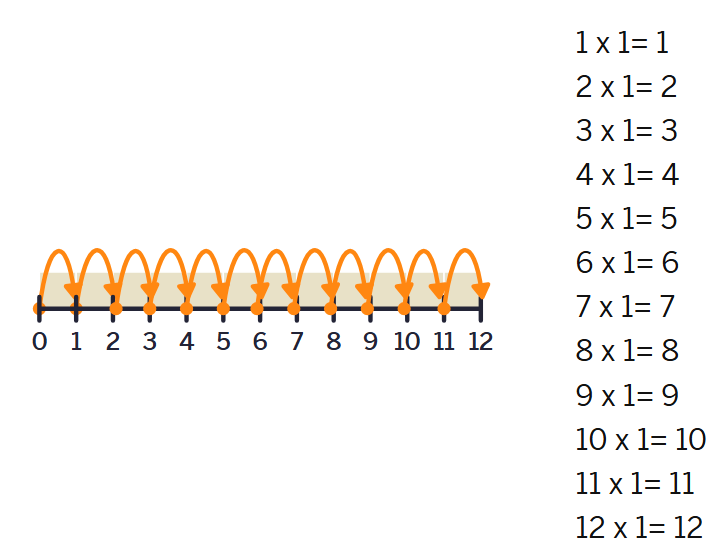 0 1 2 3 4 5 6 7 8 9 10 11 12
1 x 1= 1
2 x 1= 2
3 x 1= 3
4 x 1= 4
5 x 1= 5
6 x 1= 6
7 x 1= 7
8 x 1= 8
9 x 1= 9
10 x 1= 10
11 x 1= 11
12 x 1= 12